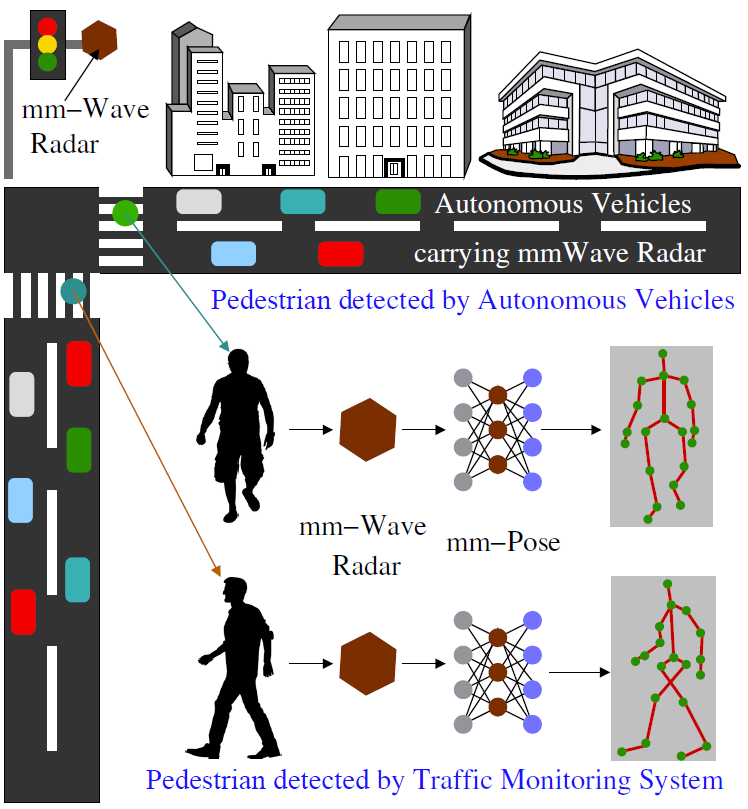 mm−Wave
Radar
Autonomous Vehicles
carrying mmWave Radar
Pedestrian detected by Autonomous Vehicles
mm−Wave
Radar
mm−Pose
Pedestrian detected by Traffic Monitoring System